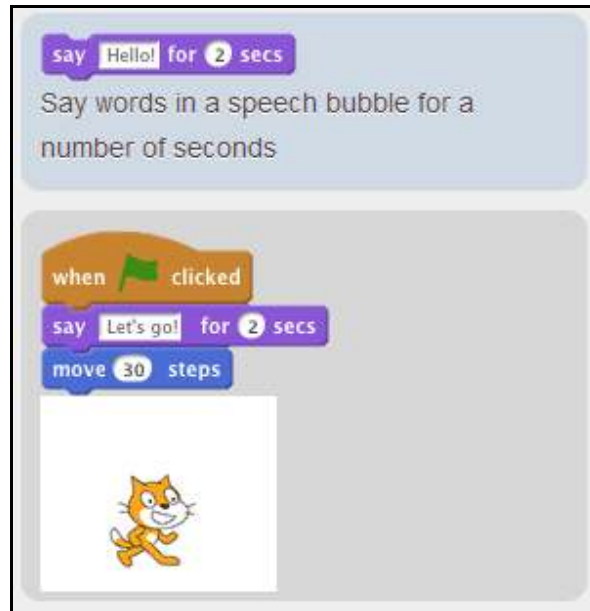 say Hello! for 2 secs
Say words in a speech bubble for a
number of seconds
when clicked
say Let's go! for 2 secs
move 30 steps